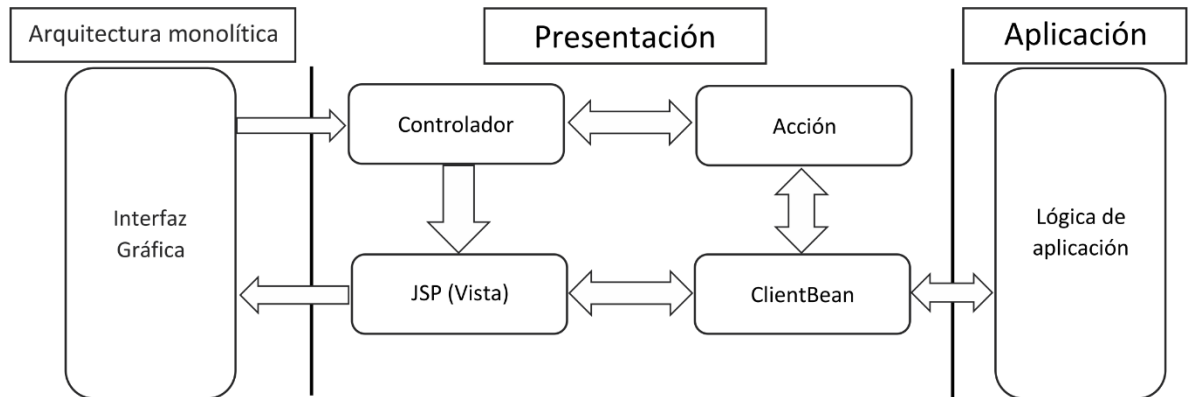 Arquitectura monolítica
Presentación
Aplicación
Controlador
Acción
Interfaz
Gráfica
Lógica de
aplicación
JSP (Vista)
ClientBean